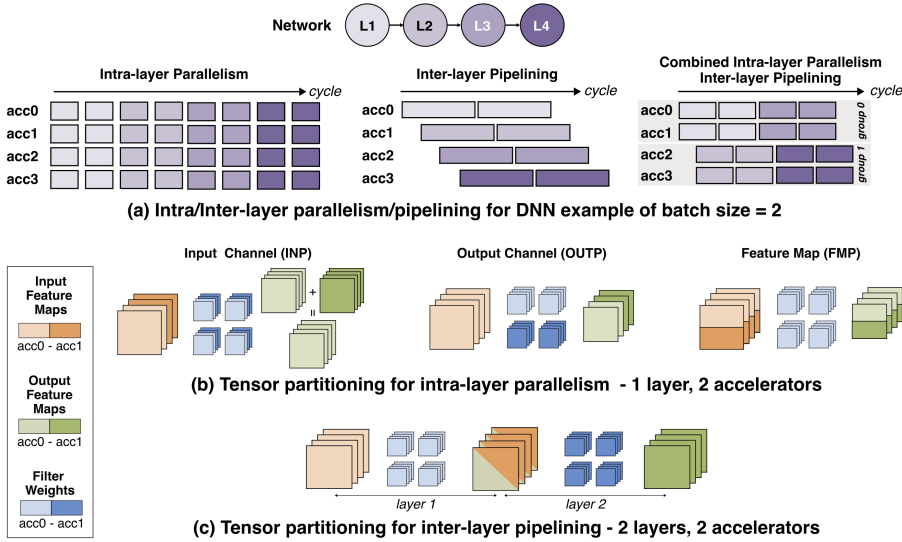 Network
L1
L2
L3
L4
Intra-layer Parallelism
cycle
acc0
acc1
acc2
acc3
Inter-layer Pipelining
cycle
acc0
acc1
acc2
acc3
Combined Intra-layer Parallelism
Inter-layer Pipelining
cycle
acc0
acc1
acc2
acc3
group 0
group 1
(a) Intra/Inter-layer parallelism/pipelining for DNN example of batch size = 2
Input
Feature
Maps
acc0 - acc1
Output
Feature
Maps
acc0 - acc1
Filter
Weights
acc0 - acc1
Input Channel (INP)
+
=
Output Channel (OUTP)
Feature Map (FMP)
(b) Tensor partitioning for intra-layer parallelism - 1 layer, 2 accelerators
layer 1
layer 2
(c) Tensor partitioning for inter-layer pipelining - 2 layers, 2 accelerators